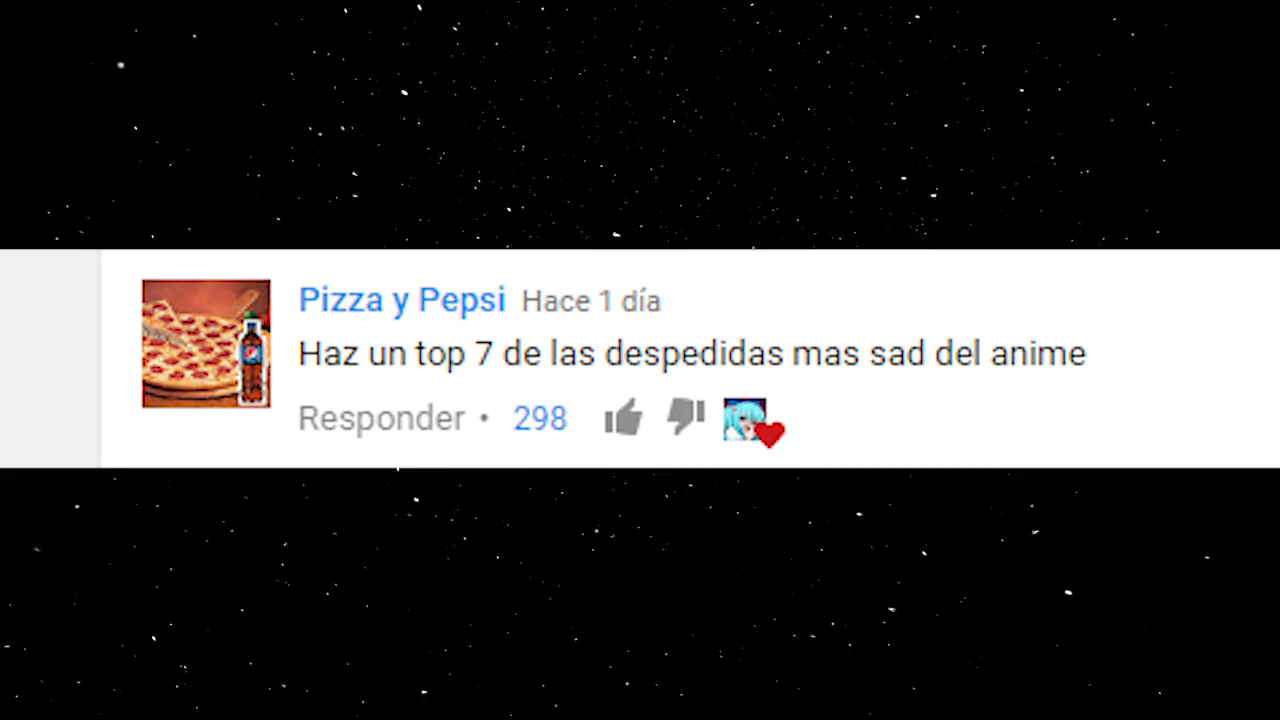 Pizza y Pepsi Hace 1 día
Haz un top 7 de las despedidas mas sad del anime
Responder • 298